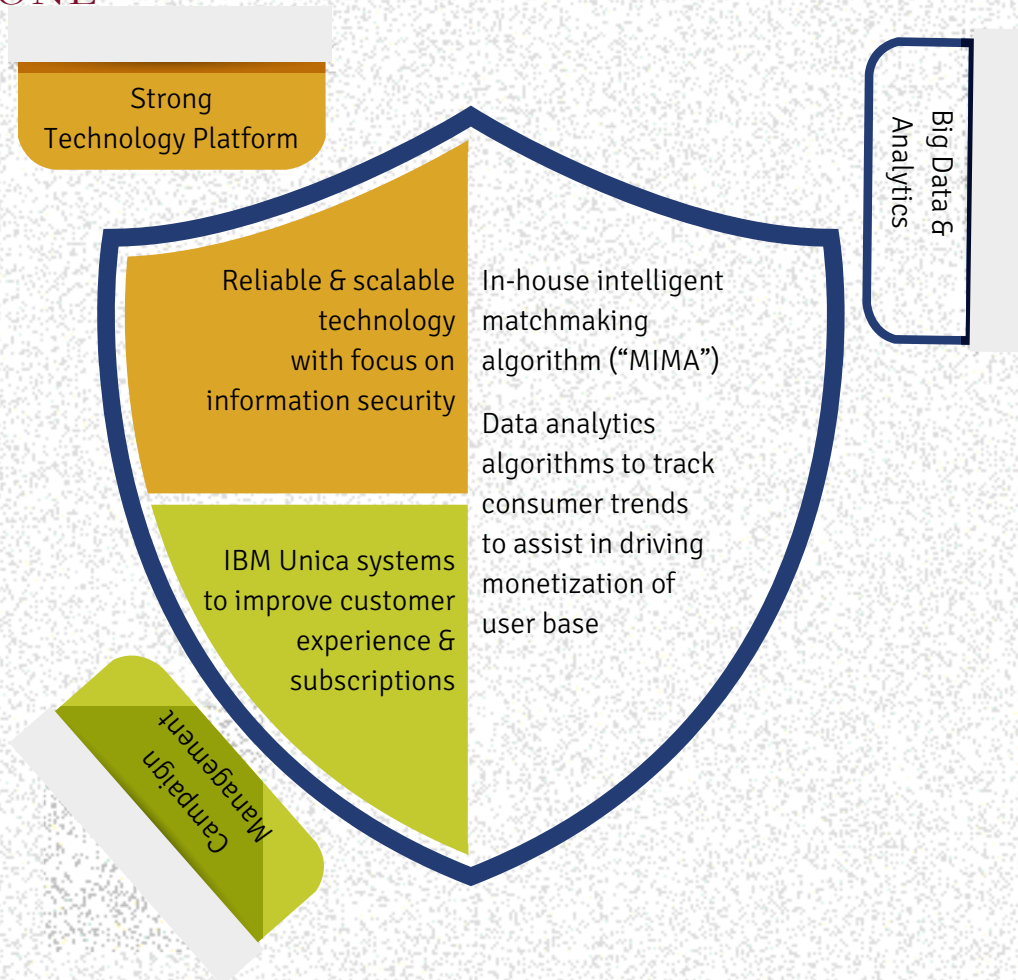 Strong
Technology Platform
Big Data &
Analytics
Reliable & scalable
technology
with focus on
information security
In-house intelligent
matchmaking
algorithm (“MIMA”)
Data analytics
algorithms to track
consumer trends
to assist in driving
monetization of
user base
IBM Unica systems
to improve customer
experience &
subscriptions
Campaign
Management